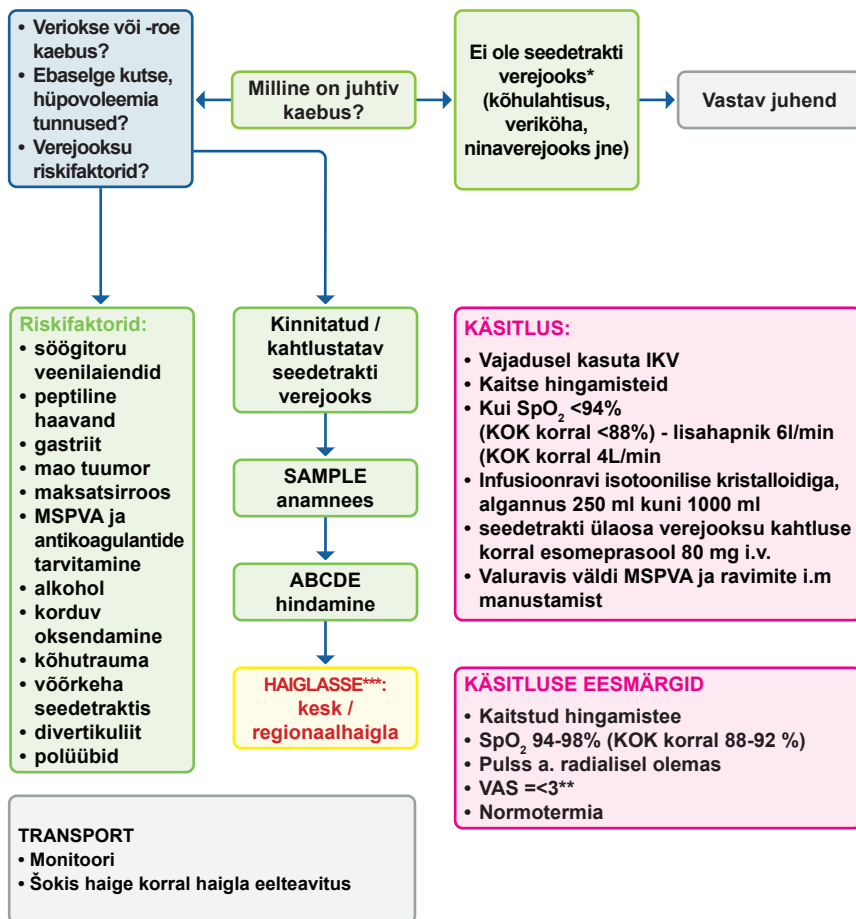 • Veriokse või -roe
kaebus?
• Ebaselge kutse,
hüpovoleemia
tunnused?
• Verejooksu
riskifaktorid?
Milline on juhtiv
kaebus?
Ei ole seedetrakti
verejooks*
(kõhulahtisus,
veriköha,
ninaverejooks jne)
Vastav juhend
Riskifaktorid:
• söögitoru
veenilaiendid
• peptiline
haavand
• gastriit
• mao tuumor
• maksatsirroos
• MSPVA ja
antikoagulantide
tarvitamine
• alkohol
• korduv
oksendamine
• kõhutrauma
• võõrkeha
seedetraktis
• divertikuliit
• polüübid
Kinnitatud /
kahtlustatav
seedetrakti
verejooks
SAMPLE
anamnees
ABCDE
hindamine
HAIGLASSE***:
kesk /
regionaalhaigla
KÄSITLUS:
• Vajadusel kasuta IKV
• Kaitse hingamisteid
• Kui SpO₂ <94%
(KOK korral <88%) - lisahapnik 6l/min
(KOK korral 4L/min
• Infusioonravi isotoonilise kristalloidiga,
algannus 250 ml kuni 1000 ml
• seedetrakti ülaosa verejooksu kahtluse
korral esomeprasool 80 mg i.v.
• Valuravis väldi MSPVA ja ravimite i.m
manustamist
KÄSITLUSE EESMÄRGID
• Kaitstud hingamistee
• SpO₂ 94-98% (KOK korral 88-92 %)
• Pulss a. radialisel olemas
• VAS =<3**
• Normotermia
TRANSPORT
• Monitoori
• Šokis haige korral haigla eelteavitus